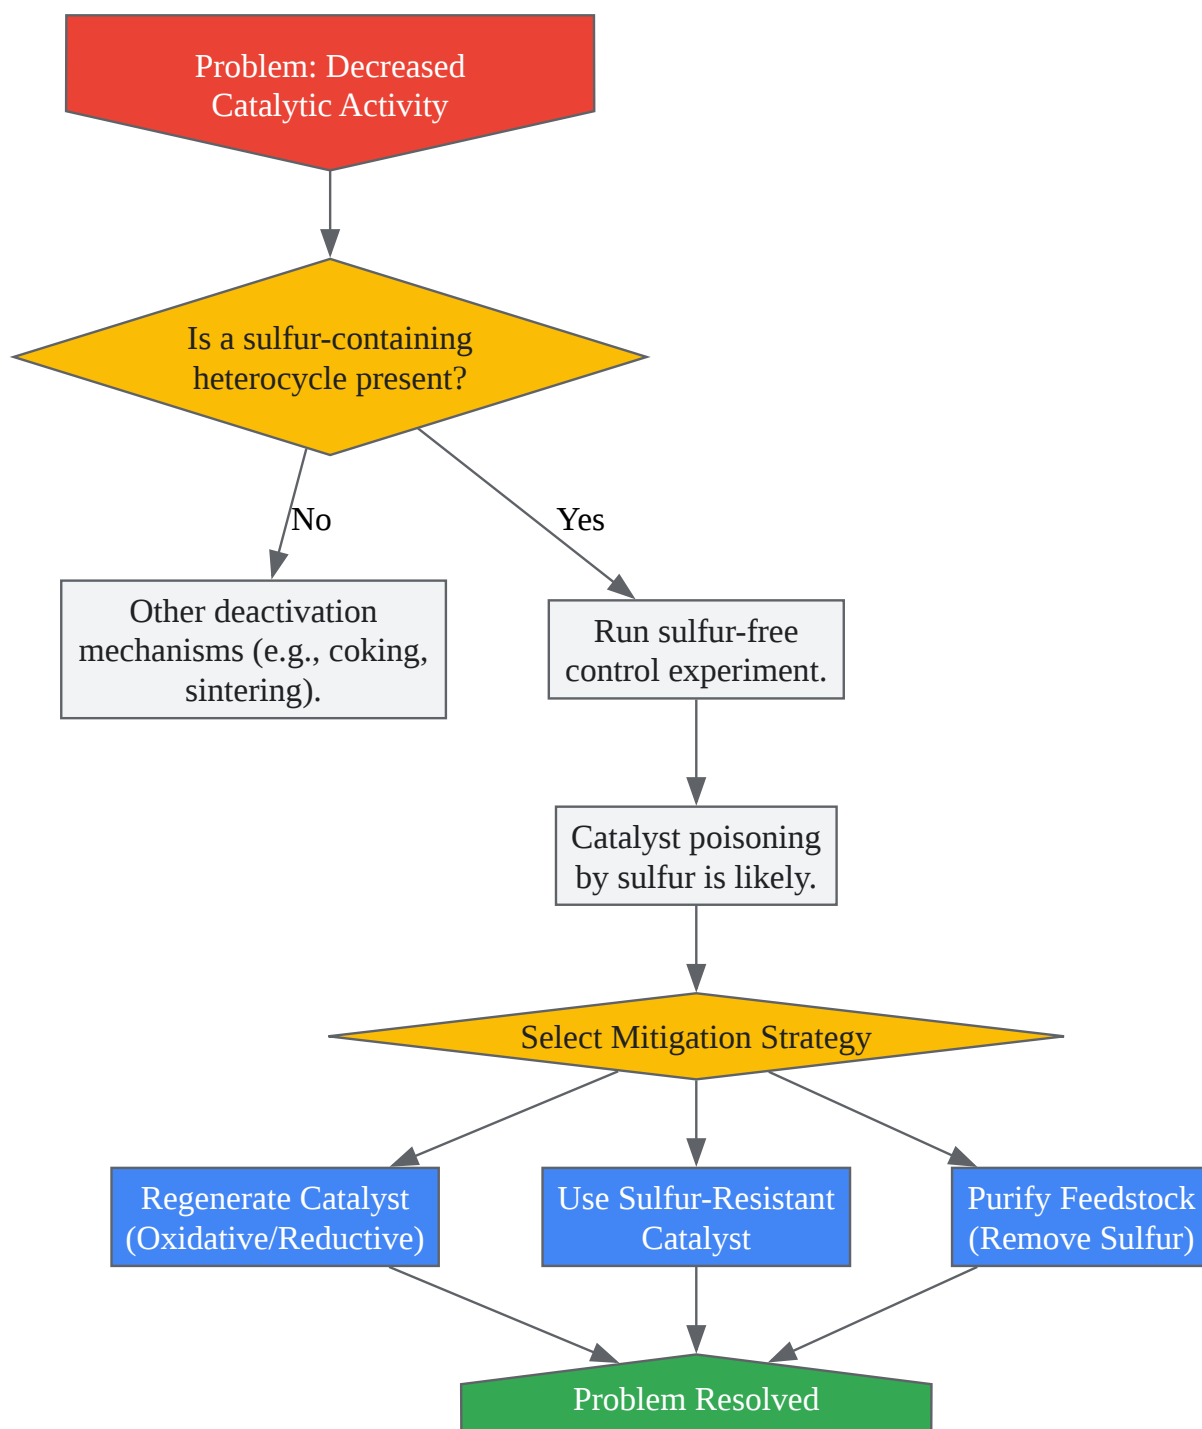 Problem: Decreased
Catalytic Activity
Is a sulfur-containing
heterocycle present?
No
Yes
Other deactivation
mechanisms (e.g., coking,
sintering).
Run sulfur-free
control experiment.
Catalyst poisoning
by sulfur is likely.
Select Mitigation Strategy
Regenerate Catalyst
(Oxidative/Reductive)
Use Sulfur-Resistant
Catalyst
Purify Feedstock
(Remove Sulfur)
Problem Resolved